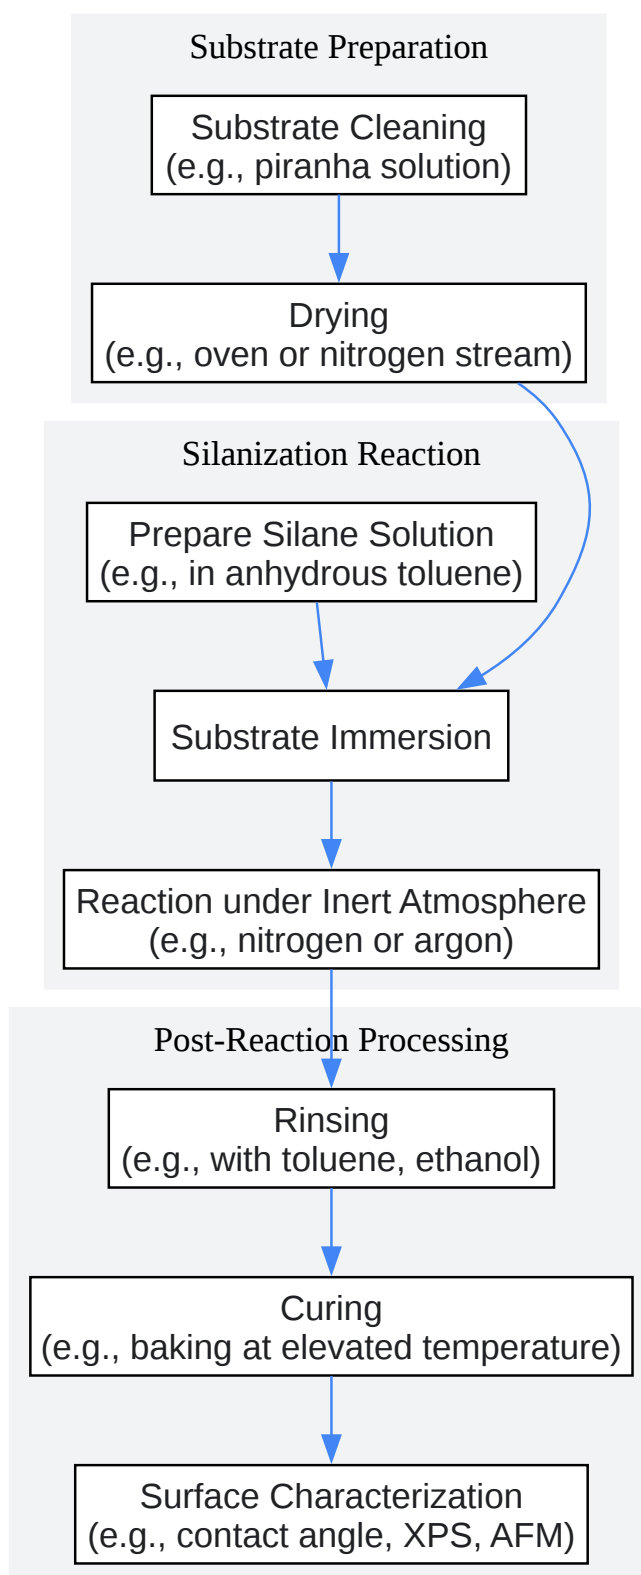 Substrate Preparation
Substrate Cleaning
(e.g., piranha solution)
Drying
(e.g., oven or nitrogen stream)
Silanization Reaction
Prepare Silane Solution
(e.g., in anhydrous toluene)
Substrate Immersion
Reaction under Inert Atmosphere
(e.g., nitrogen or argon)
Post-Reaction Processing
Rinsing
(e.g., with toluene, ethanol)
Curing
(e.g., baking at elevated temperature)
Surface Characterization
(e.g., contact angle, XPS, AFM)